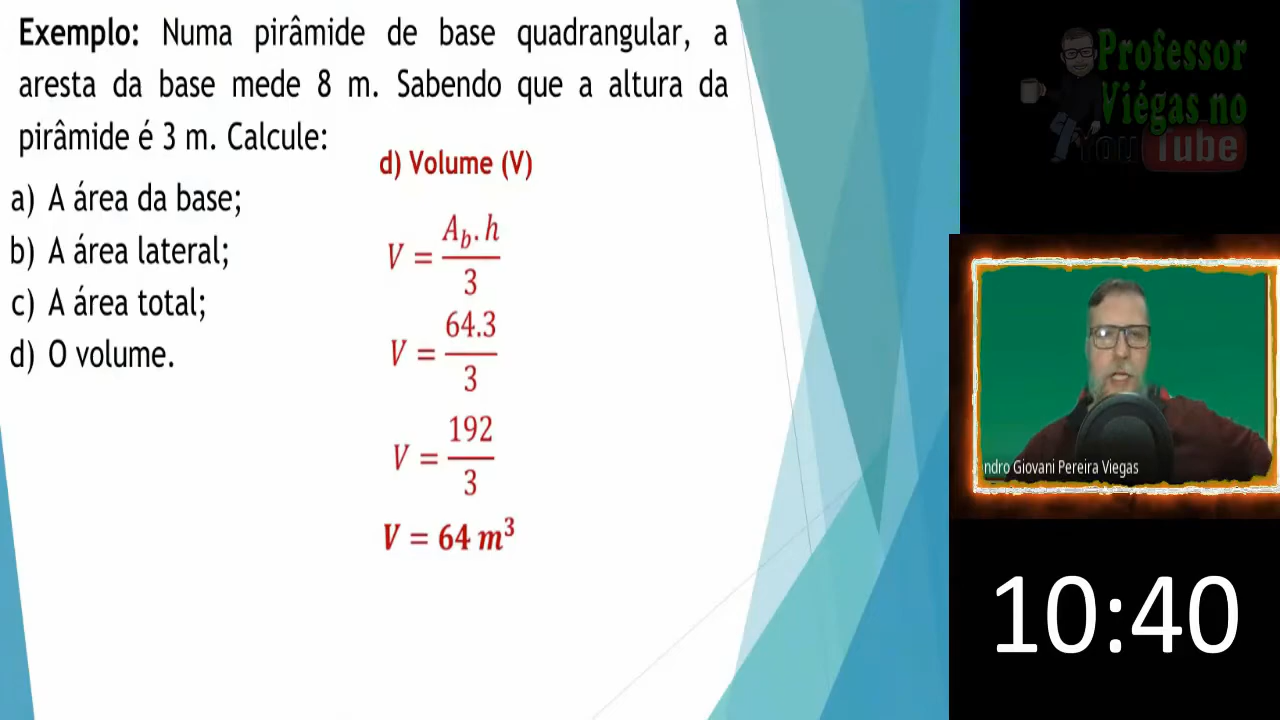 Exemplo: Numa pirâmide de base quadrangular, a
aresta da base mede 8 m. Sabendo que a altura da
pirâmide é 3 m. Calcule:
a) A área da base;
b) A área lateral;
c) A área total;
d) O volume.
d) Volume (V)
V = A_b.h / 3
V = 64.3 / 3
V = 192 / 3
V = 64 m³
Professor
Viégas no
YouTube
ndro Giovani Pereira Viegas
10:40